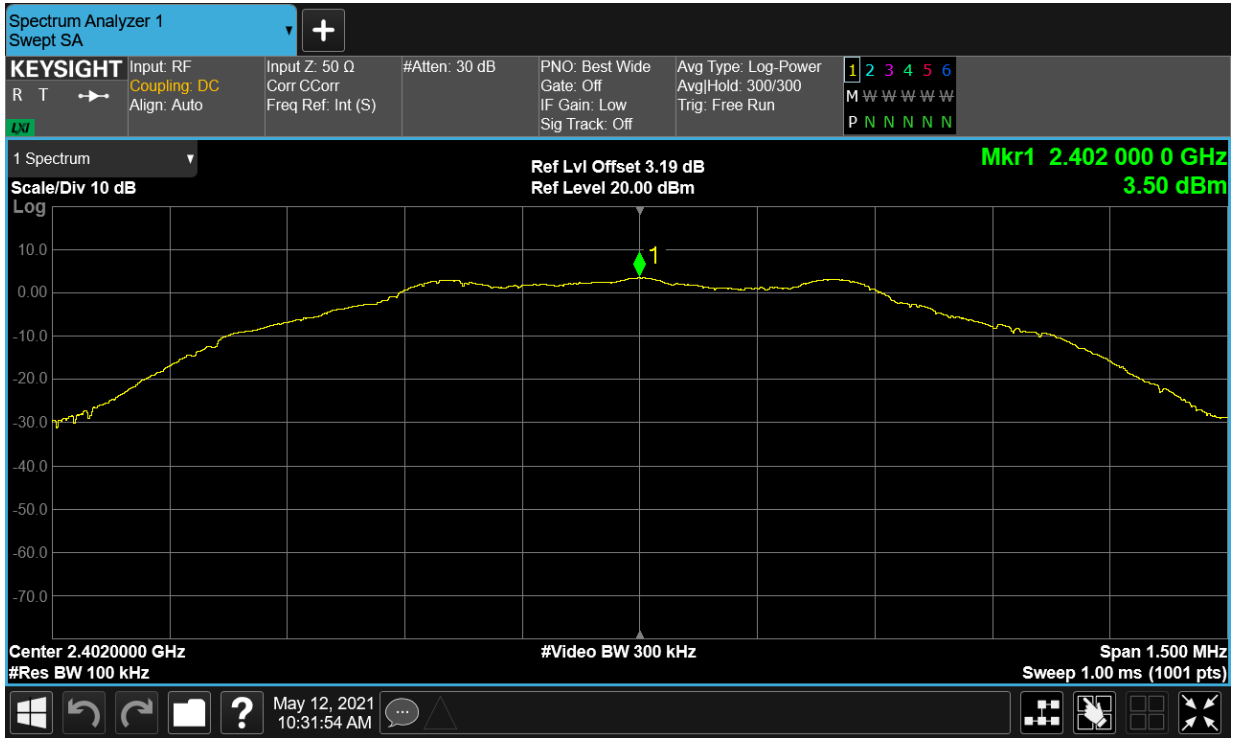 Spectrum Analyzer 1
Swept SA
KEYSIGHT
R T
LXI
Input: RF
Coupling: DC
Align: Auto
Input Z: 50 Ω
Corr CCorr
Freq Ref: Int (S)
#Atten: 30 dB
PNO: Best Wide
Gate: Off
IF Gain: Low
Sig Track: Off
Avg Type: Log-Power
Avg|Hold: 300/300
Trig: Free Run
1 2 3 4 5 6
M W W W W W
P N N N N N
1 Spectrum
Scale/Div 10 dB
Log
Ref Lvl Offset 3.19 dB
Ref Level 20.00 dBm
Mkr1 2.402 000 0 GHz
3.50 dBm
1
10.0
0.00
-10.0
-20.0
-30.0
-40.0
-50.0
-60.0
-70.0
Center 2.4020000 GHz
#Res BW 100 kHz
#Video BW 300 kHz
Span 1.500 MHz
Sweep 1.00 ms (1001 pts)
?
May 12, 2021
10:31:54 AM